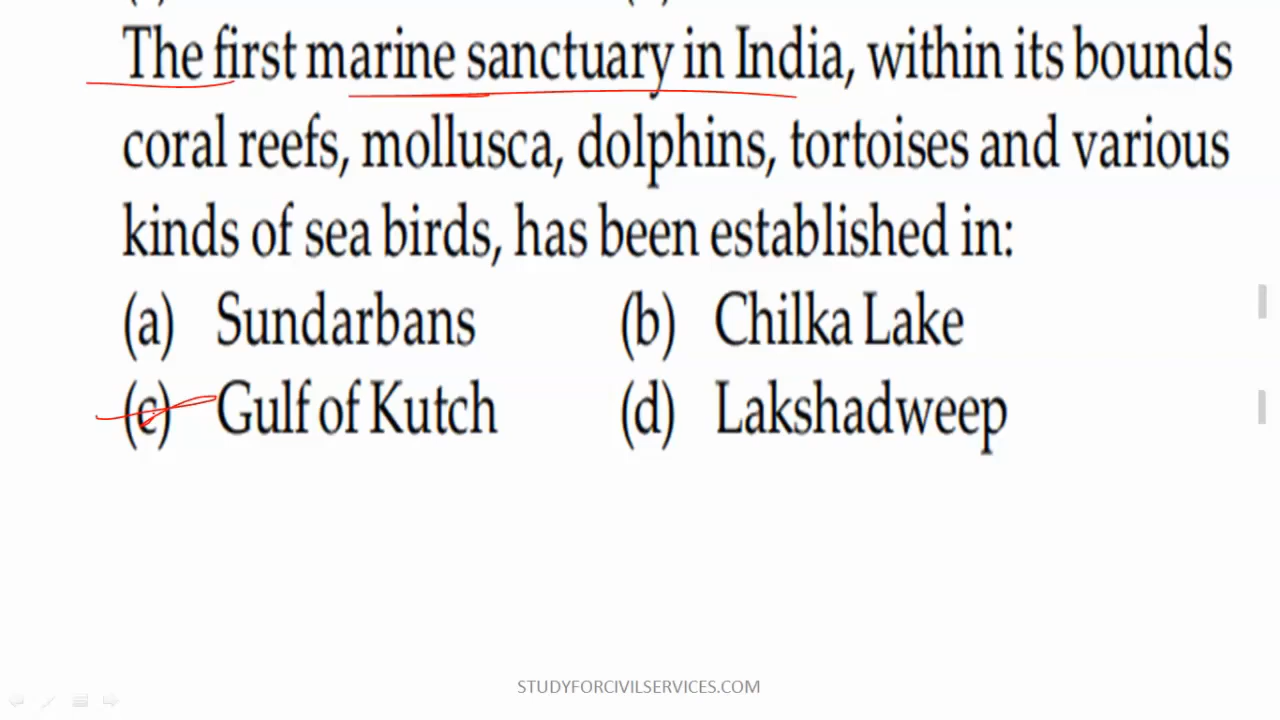 The first marine sanctuary in India, within its bounds
coral reefs, mollusca, dolphins, tortoises and various
kinds of sea birds, has been established in:
(a) Sundarbans (b) Chilka Lake
(c) Gulf of Kutch (d) Lakshadweep
STUDYFORCIVILSERVICES.COM